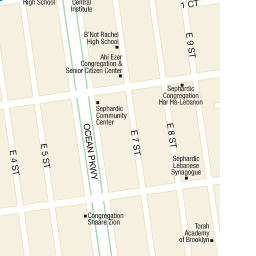 High School
Central
Institute
1 CT
B'Not Rachel
High School
E 9 ST
Ahi Ezer
Congregation &
Senior Citizen Center
Sephardic
Congregation
Har Ha-Lebanon
Sephardic
Community
Center
OCEAN PKWY
E 7 ST
E 8 ST
E 4 ST
E 5 ST
Sephardic
Lebanese
Synagogue
Congregation
Shaare Zion
Torah
Academy
of Brooklyn